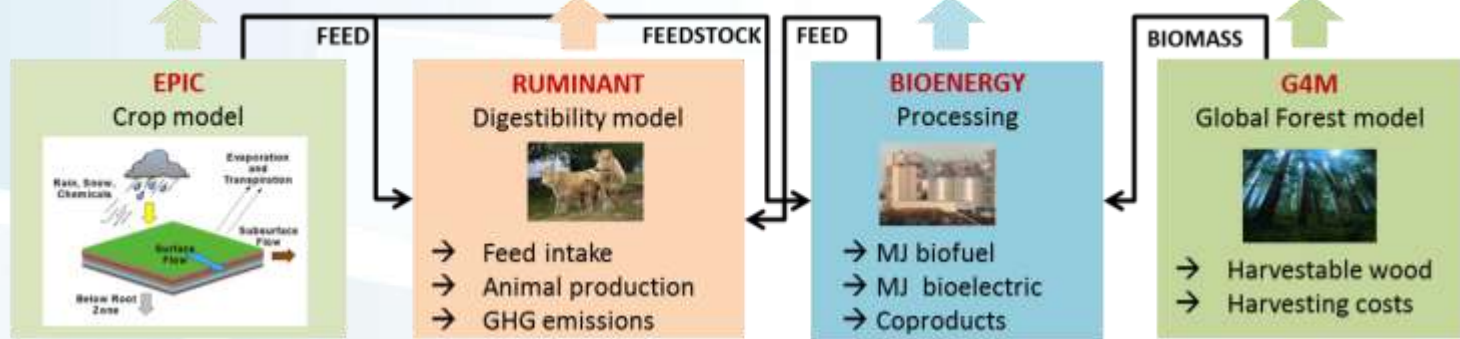 FEED
FEEDSTOCK
FEED
BIOMASS
EPIC
Crop model
Rain, Snow,
Chemicals
Evaporation
and
Transpiration
Subsurface
Flow
Surface
Flow
Below Root
Zone
RUMINANT
Digestibility model
→ Feed intake
→ Animal production
→ GHG emissions
BIOENERGY
Processing
→ MJ biofuel
→ MJ bioelectric
→ Coproducts
G4M
Global Forest model
→ Harvestable wood
→ Harvesting costs